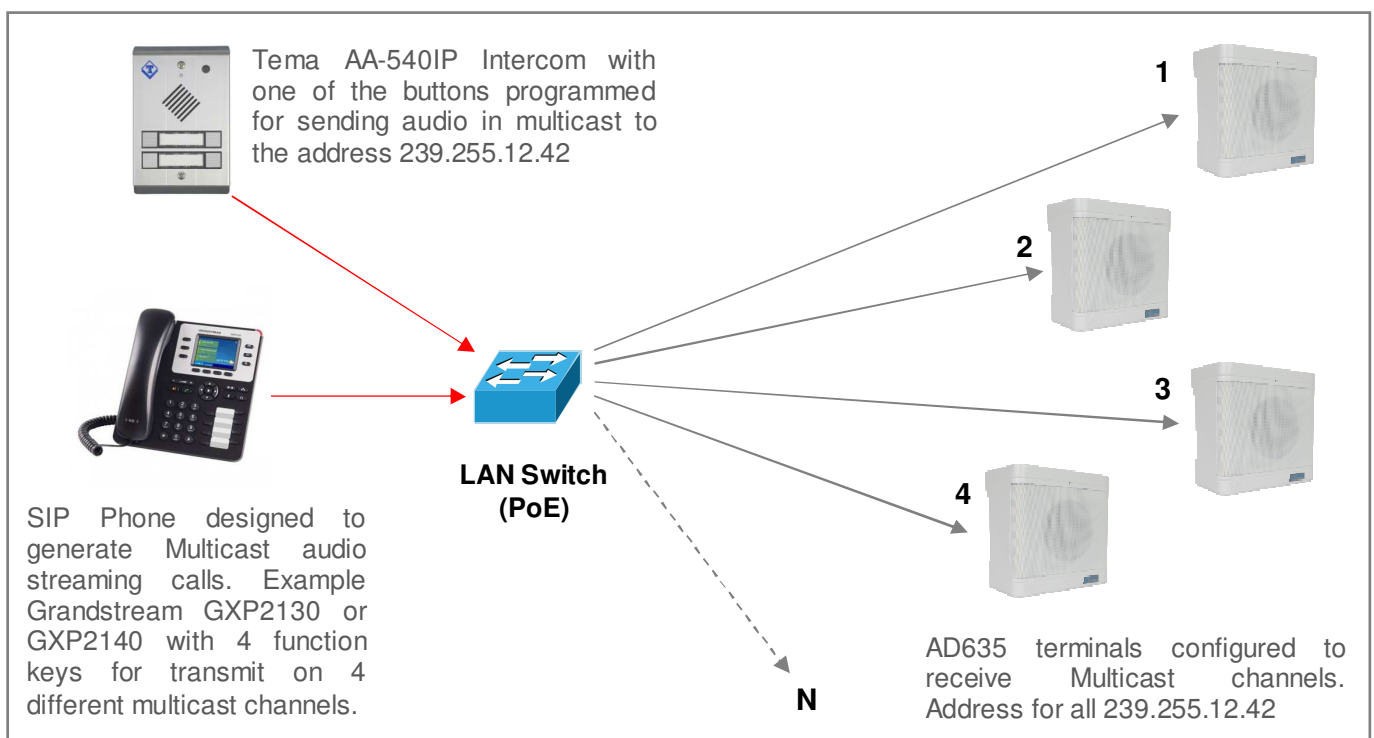 Tema AA-540IP Intercom with
one of the buttons programmed
for sending audio in multicast to
the address 239.255.12.42
1
2
3
4
N
LAN Switch
(PoE)
SIP Phone designed to
generate Multicast audio
streaming calls. Example
Grandstream GXP2130 or
GXP2140 with 4 function
keys for transmit on 4
different multicast channels.
AD635 terminals configured to
receive Multicast channels.
Address for all 239.255.12.42